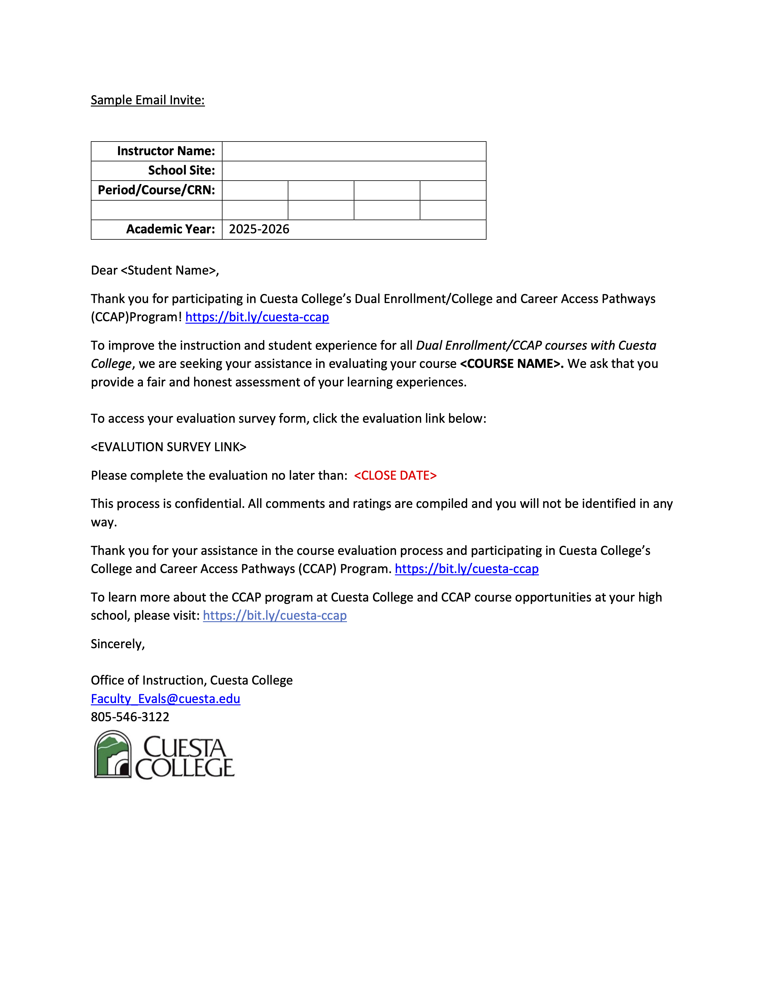 Sample Email Invite:
Instructor Name:
School Site:
Period/Course/CRN:
Academic Year: 2025-2026
Dear <Student Name>,
Thank you for participating in Cuesta College’s Dual Enrollment/College and Career Access Pathways
(CCAP)Program! https://bit.ly/cuesta-ccap
To improve the instruction and student experience for all Dual Enrollment/CCAP courses with Cuesta
College, we are seeking your assistance in evaluating your course <COURSE NAME>. We ask that you
provide a fair and honest assessment of your learning experiences.
To access your evaluation survey form, click the evaluation link below:
<EVALUTION SURVEY LINK>
Please complete the evaluation no later than: <CLOSE DATE>
This process is confidential. All comments and ratings are compiled and you will not be identified in any
way.
Thank you for your assistance in the course evaluation process and participating in Cuesta College’s
College and Career Access Pathways (CCAP) Program. https://bit.ly/cuesta-ccap
To learn more about the CCAP program at Cuesta College and CCAP course opportunities at your high
school, please visit: https://bit.ly/cuesta-ccap
Sincerely,
Office of Instruction, Cuesta College
Faculty_Evals@cuesta.edu
805-546-3122
CUESTA
COLLEGE